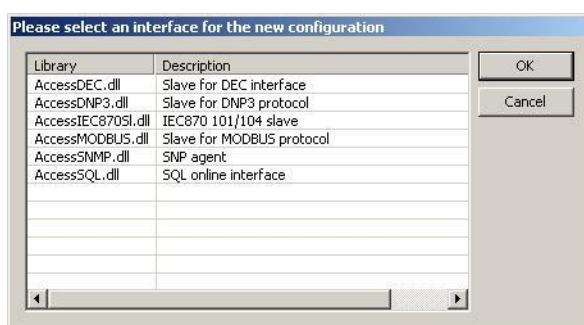 Please select an interface for the new configuration
Library Description
AccessDEC.dll Slave for DEC interface
AccessDNP3.dll Slave for DNP3 protocol
AccessIEC870Sl.dll IEC870 101/104 slave
AccessMODBUS.dll Slave for MODBUS protocol
AccessSNMP.dll SNP agent
AccessSQL.dll SQL online interface
OK
Cancel